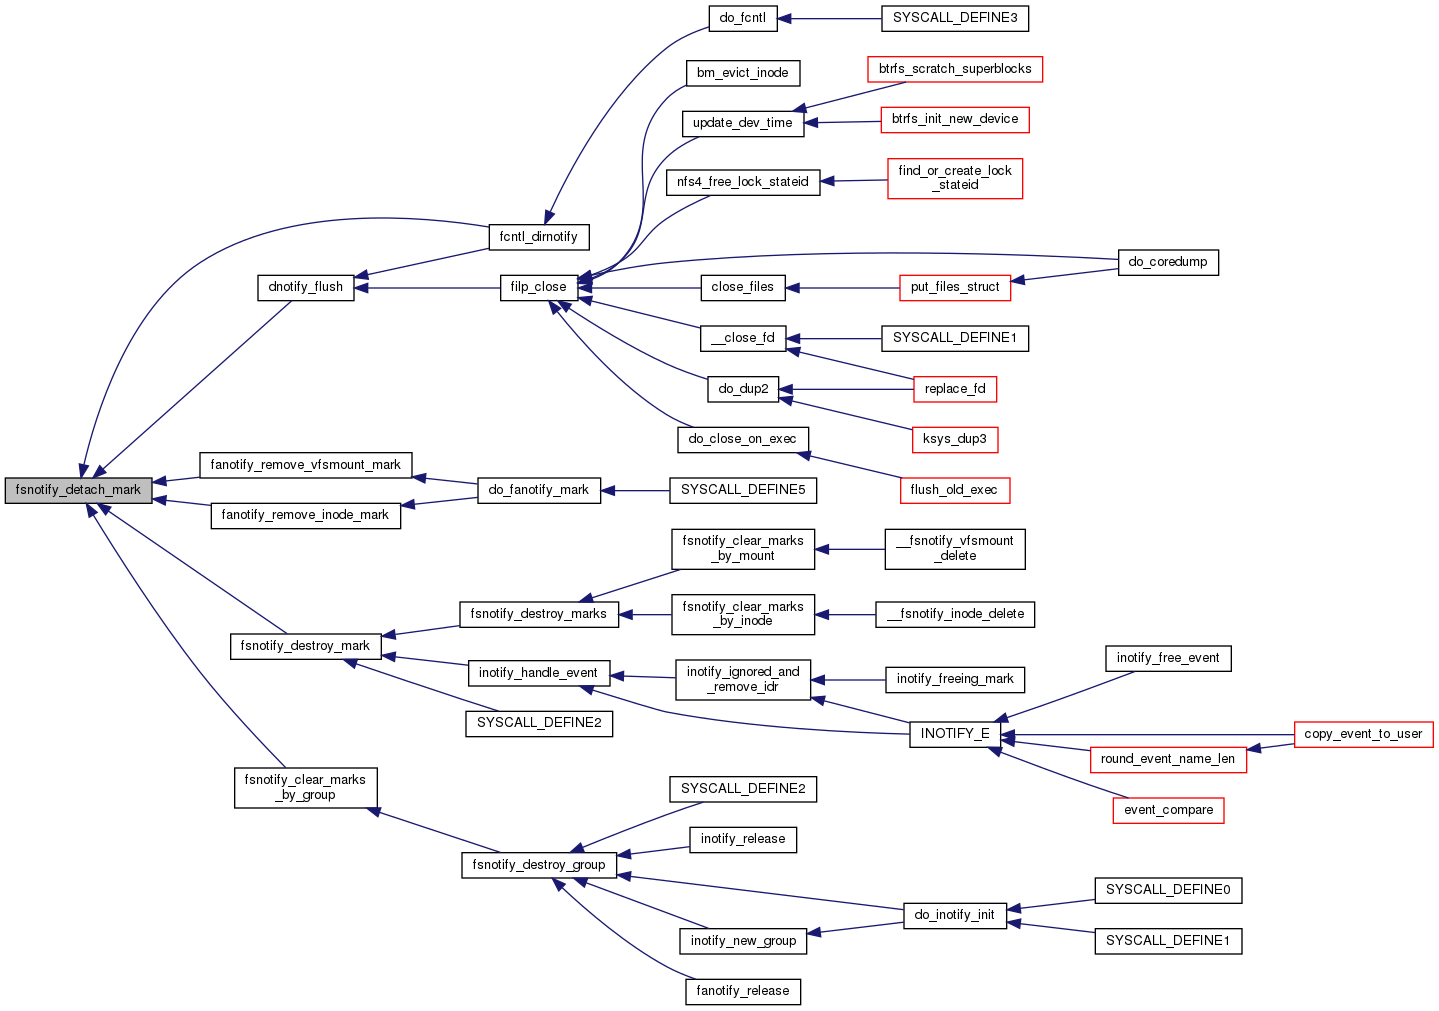 do_fcntl
SYSCALL_DEFINE3
bm_evict_inode
btrfs_scratch_superblocks
update_dev_time
btrfs_init_new_device
nfs4_free_lock_stateid
find_or_create_lock
_stateid
fcntl_dirnotify
do_coredump
dnotify_flush
filp_close
close_files
put_files_struct
__close_fd
SYSCALL_DEFINE1
do_dup2
replace_fd
do_close_on_exec
ksys_dup3
fsnotify_detach_mark
fanotify_remove_vfsmount_mark
do_fanotify_mark
SYSCALL_DEFINE5
flush_old_exec
fanotify_remove_inode_mark
fsnotify_clear_marks
_by_mount
__fsnotify_vfsmount
_delete
fsnotify_destroy_marks
fsnotify_clear_marks
_by_inode
__fsnotify_inode_delete
fsnotify_destroy_mark
inotify_handle_event
inotify_ignored_and
_remove_idr
inotify_freeing_mark
inotify_free_event
SYSCALL_DEFINE2
INOTIFY_E
copy_event_to_user
round_event_name_len
event_compare
fsnotify_clear_marks
_by_group
SYSCALL_DEFINE2
inotify_release
fsnotify_destroy_group
do_inotify_init
SYSCALL_DEFINE0
inotify_new_group
SYSCALL_DEFINE1
fanotify_release